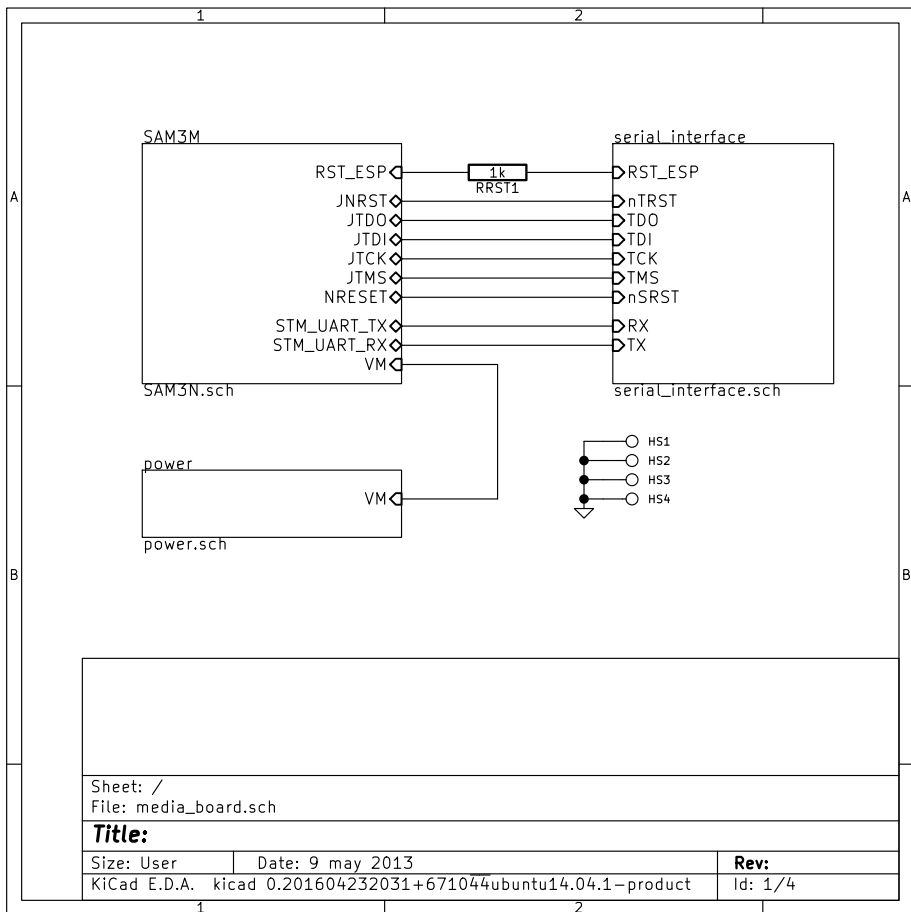 1 2
SAM3M
serial_interface
RST_ESP
1k
RRST1
RST_ESP
A
A
JNRST
nTRST
JTDO
TDO
JTDI
TDI
JTCK
TCK
JTMS
TMS
NRESET
nSRST
STM_UART_TX
RX
STM_UART_RX
TX
VM
SAM3N.sch
serial_interface.sch
HS1
HS2
HS3
HS4
power
VM
power.sch
B
B
Sheet: /
File: media_board.sch
Title:
Size: User
Date: 9 may 2013
Rev:
KiCad E.D.A. kicad 0.201604232031+671044ubuntu14.04.1-product
Id: 1/4
1 2